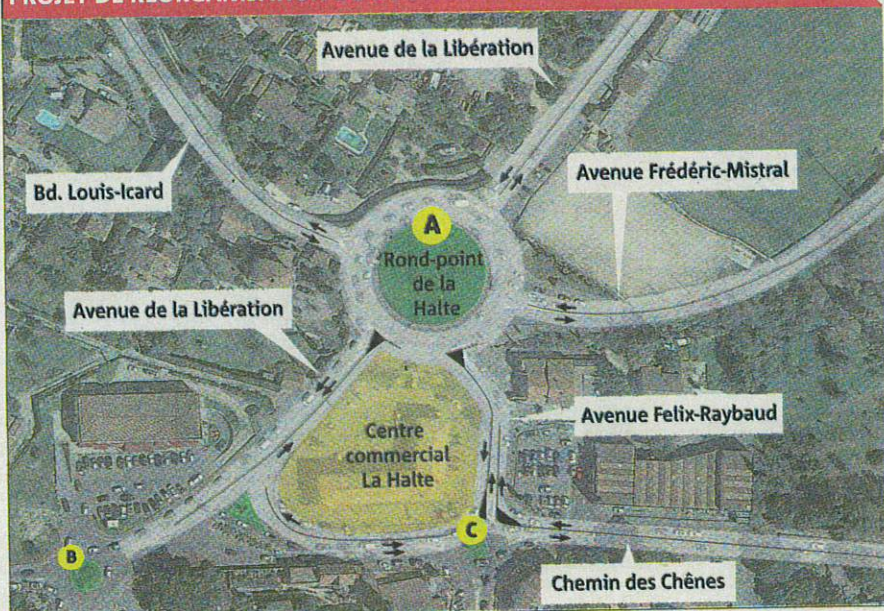 Avenue de la Libération
Bd. Louis-Icard
Avenue Frédéric-Mistral
A
Rond-point
de la
Halte
Avenue de la Libération
Avenue Felix-Raybaud
Centre
commercial
La Halte
C
B
Chemin des Chênes